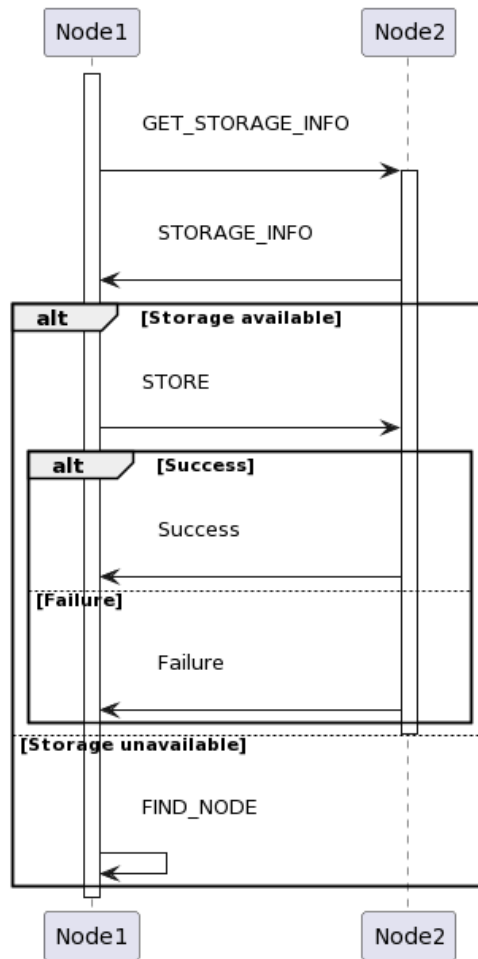 Node1 Node2
GET_STORAGE_INFO
STORAGE_INFO
alt [Storage available]
STORE
alt [Success]
Success
[Failure]
Failure
[Storage unavailable]
FIND_NODE
Node1 Node2